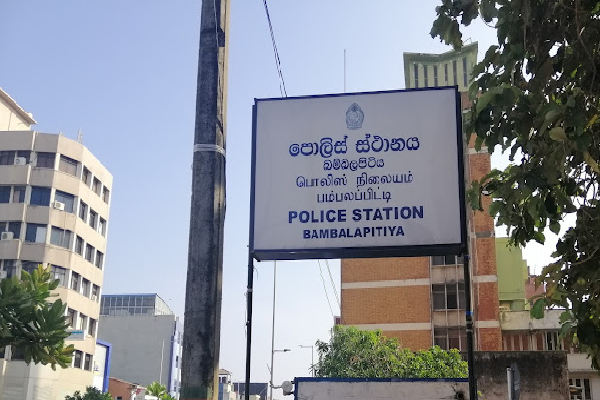 පොලිස් ස්ථානය
බම්බලපිටිය
பொலிஸ் நிலையம்
பம்பலப்பிட்டி
POLICE STATION
BAMBALAPITIYA